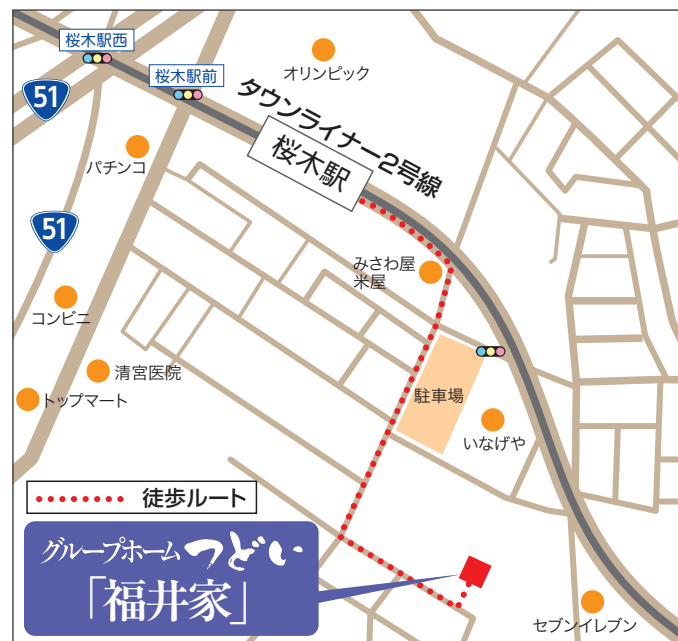 桜木駅西
桜木駅前
オリンピック
51
タウンライナー2号線
桜木駅
パチンコ
51
みさわ屋
米屋
コンビニ
清宮医院
トップマート
駐車場
いなげや
徒歩ルート
グループホームつどい
「福井家」
セブンイレブン